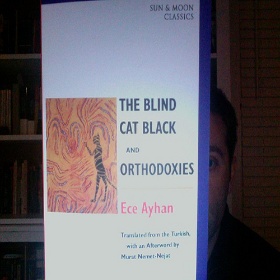 SUN & MOON
CLASSICS
THE BLIND
CAT BLACK
AND
ORTHODOXIES
Ece Ayhan
Translated from the Turkish,
with an Afterword by
Murat Nemet-Nejat